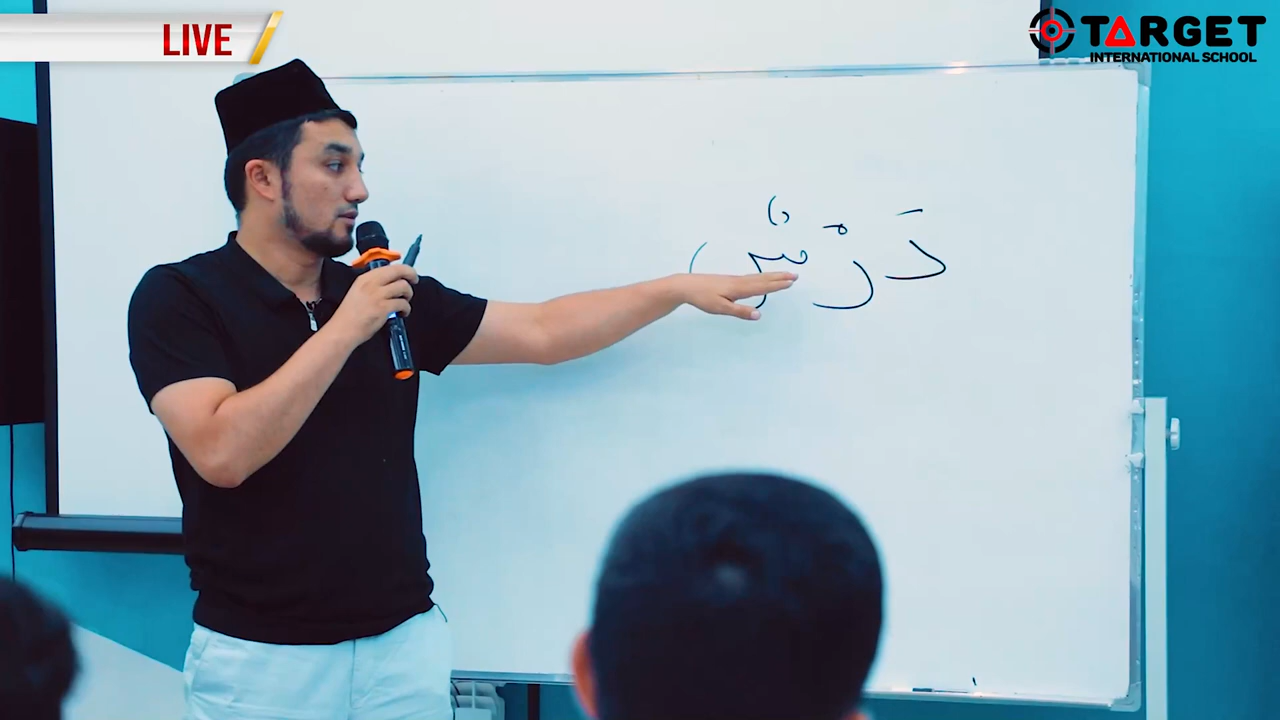 LIVE
TARGET
INTERNATIONAL SCHOOL
دَرْسٌ